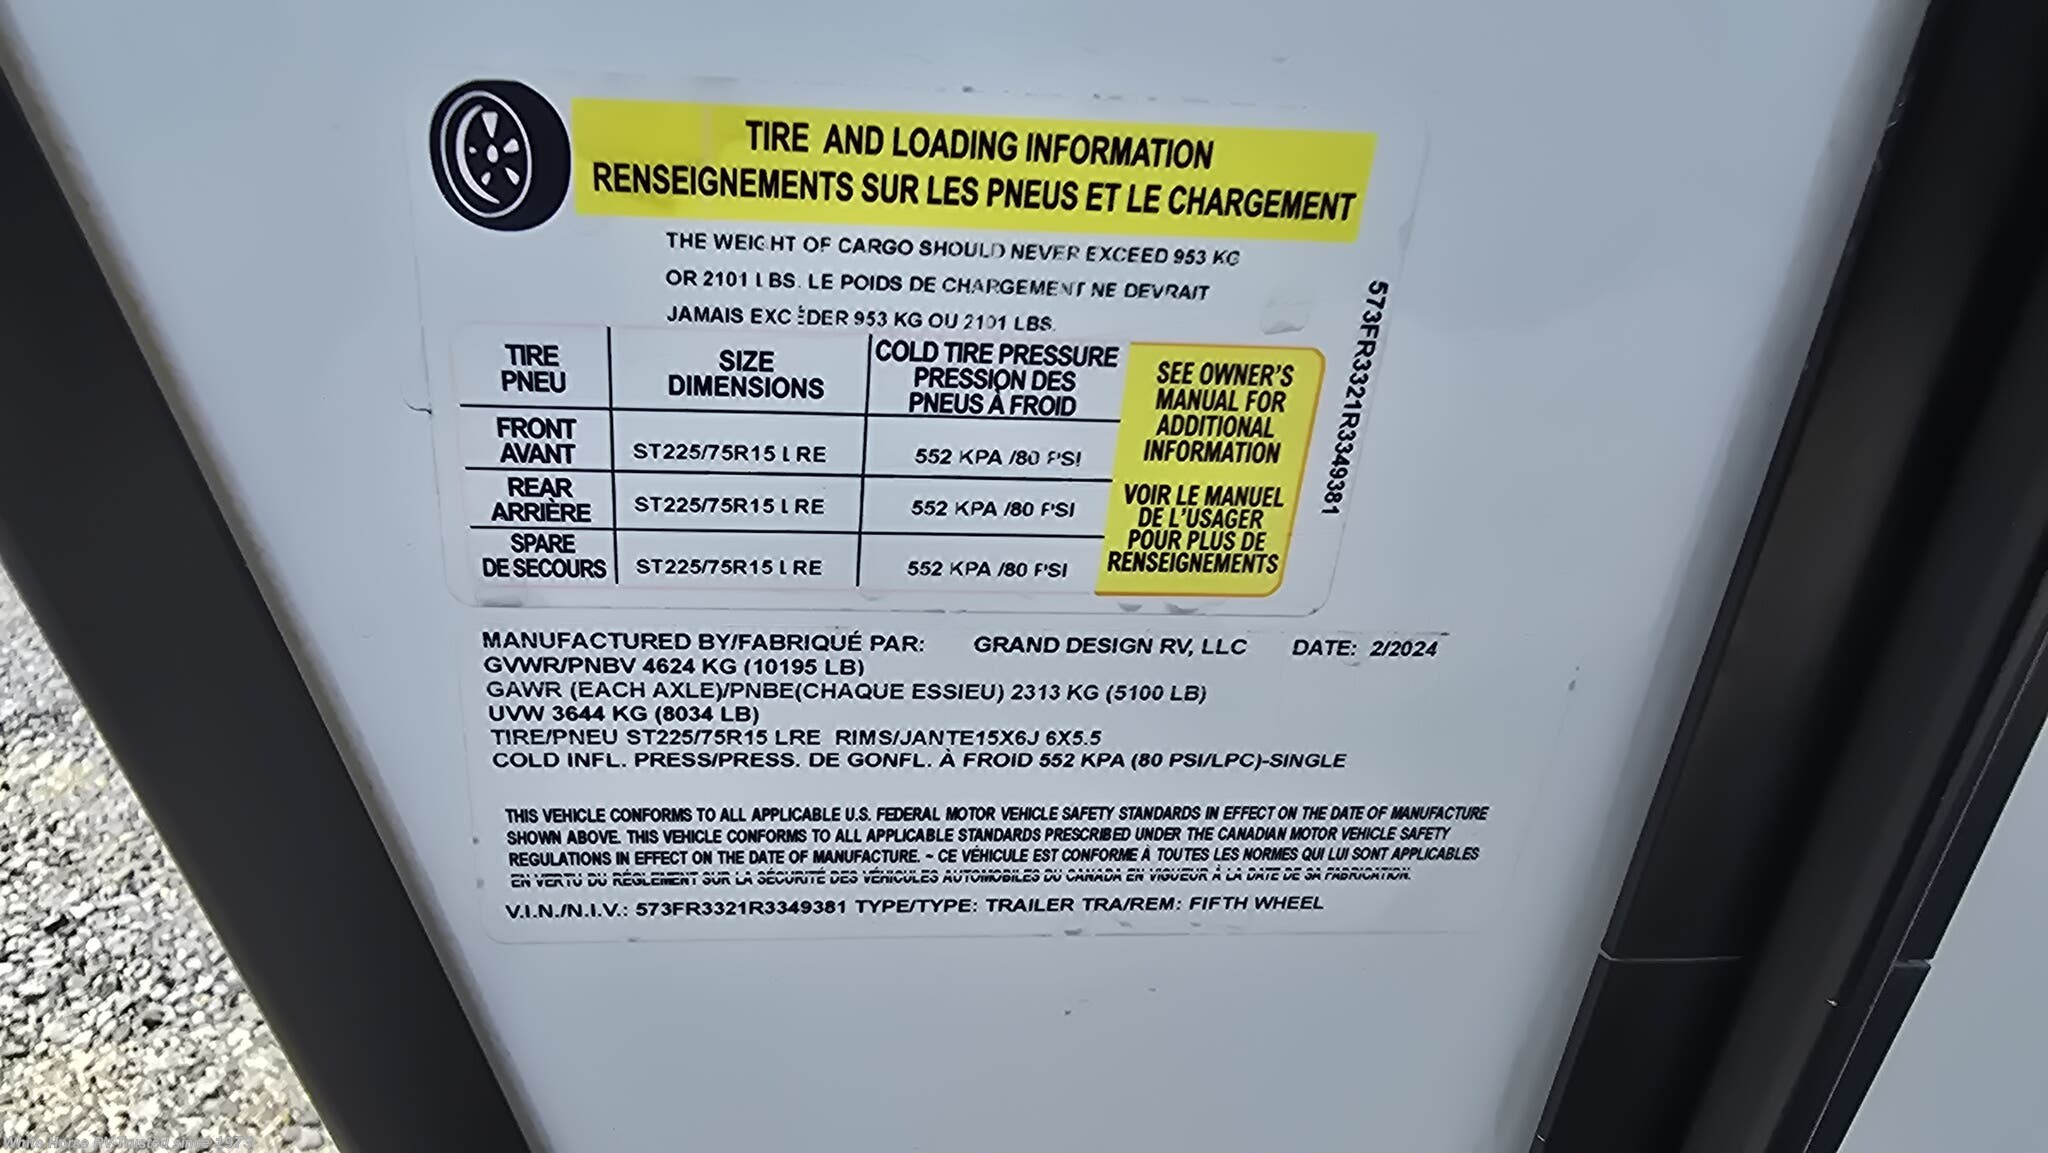 TIRE AND LOADING INFORMATION
RENSEIGNEMENTS SUR LES PNEUS ET LE CHARGEMENT
THE WEIGHT OF CARGO SHOULD NEVER EXCEED 953 KG
OR 2101 LBS. LE POIDS DE CHARGEMENT NE DEVRAIT
JAMAIS EXCÉDER 953 KG OU 2101 LBS.
TIRE
PNEU
SIZE
DIMENSIONS
COLD TIRE PRESSURE
PRESSION DES
PNEUS À FROID
FRONT
AVANT
ST225/75R15 LRE
552 KPA /80 PSI
REAR
ARRIÈRE
ST225/75R15 LRE
552 KPA /80 PSI
SPARE
DE SECOURS
ST225/75R15 LRE
552 KPA /80 PSI
SEE OWNER'S
MANUAL FOR
ADDITIONAL
INFORMATION
VOIR LE MANUEL
DE L'USAGER
POUR PLUS DE
RENSEIGNEMENTS
573FR3321R3349381
MANUFACTURED BY/FABRIQUÉ PAR: GRAND DESIGN RV, LLC DATE: 2/2024
GVWR/PNBV 4624 KG (10195 LB)
GAWR (EACH AXLE)/PNBE(CHAQUE ESSIEU) 2313 KG (5100 LB)
UVW 3644 KG (8034 LB)
TIRE/PNEU ST225/75R15 LRE RIMS/JANTE15X6J 6X5.5
COLD INFL. PRESS/PRESS. DE GONFL. À FROID 552 KPA (80 PSI/LPC)-SINGLE
THIS VEHICLE CONFORMS TO ALL APPLICABLE U.S. FEDERAL MOTOR VEHICLE SAFETY STANDARDS IN EFFECT ON THE DATE OF MANUFACTURE
SHOWN ABOVE. THIS VEHICLE CONFORMS TO ALL APPLICABLE STANDARDS PRESCRIBED UNDER THE CANADIAN MOTOR VEHICLE SAFETY
REGULATIONS IN EFFECT ON THE DATE OF MANUFACTURE. ~ CE VÉHICULE EST CONFORME À TOUTES LES NORMES QUI LUI SONT APPLICABLES
EN VERTU DU RÈGLEMENT SUR LA SÉCURITÉ DES VÉHICULES AUTOMOBILES DU CANADA EN VIGUEUR À LA DATE DE SA FABRICATION.
V.I.N./N.I.V.: 573FR3321R3349381 TYPE/TYPE: TRAILER TRA/REM: FIFTH WHEEL
White Horse RV Trusted since 1973